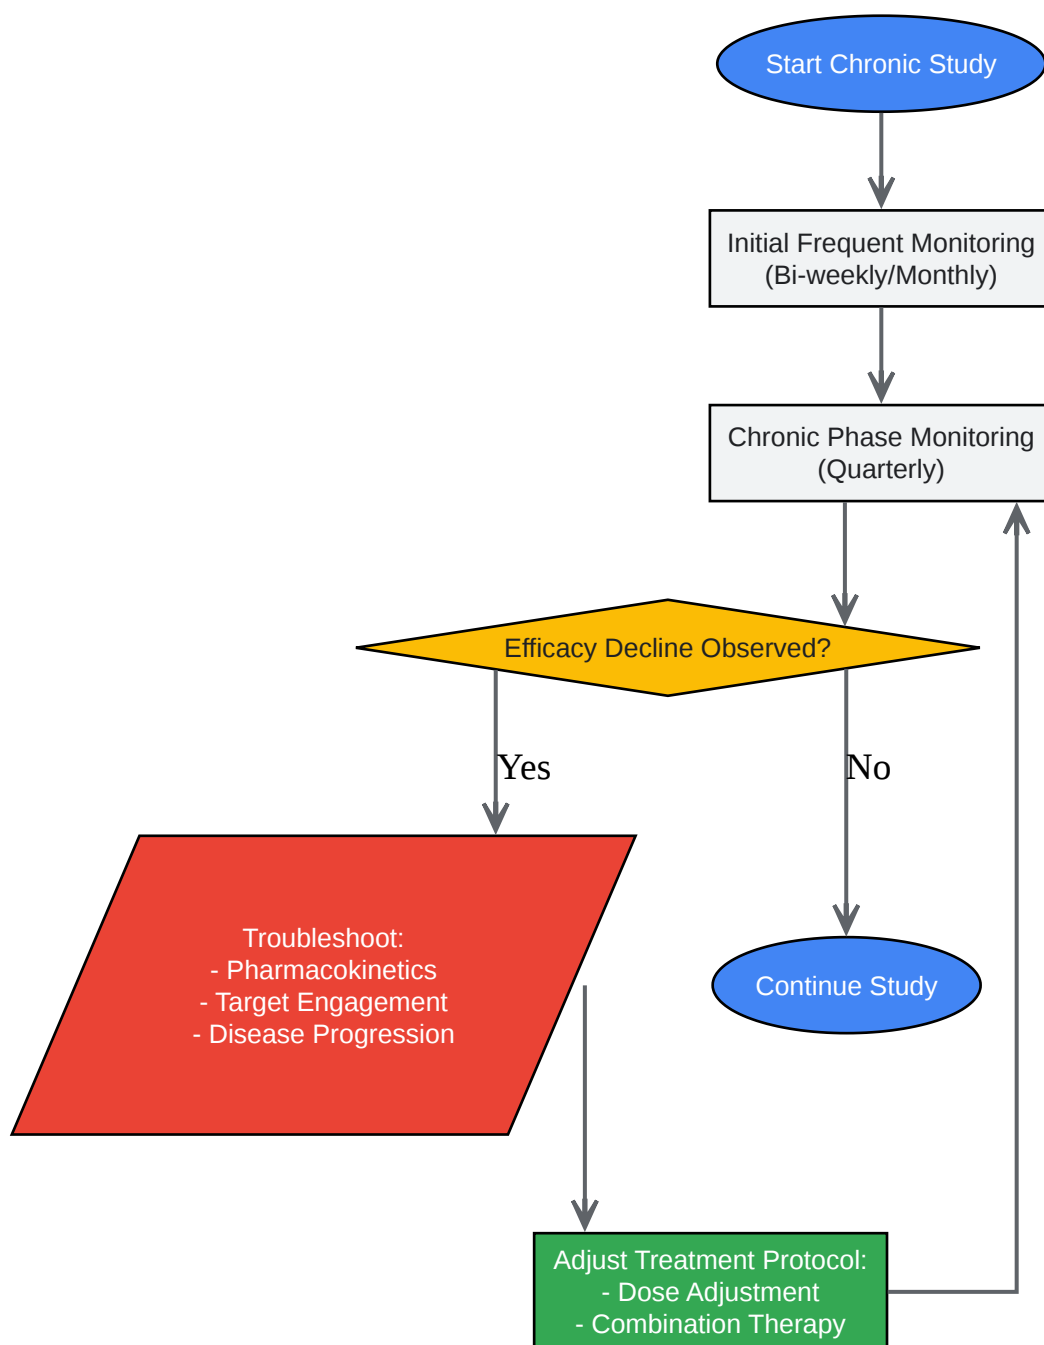 Start Chronic Study
Initial Frequent Monitoring
(Bi-weekly/Monthly)
Chronic Phase Monitoring
(Quarterly)
Efficacy Decline Observed?
Yes
No
Troubleshoot:
- Pharmacokinetics
- Target Engagement
- Disease Progression
Continue Study
Adjust Treatment Protocol:
- Dose Adjustment
- Combination Therapy